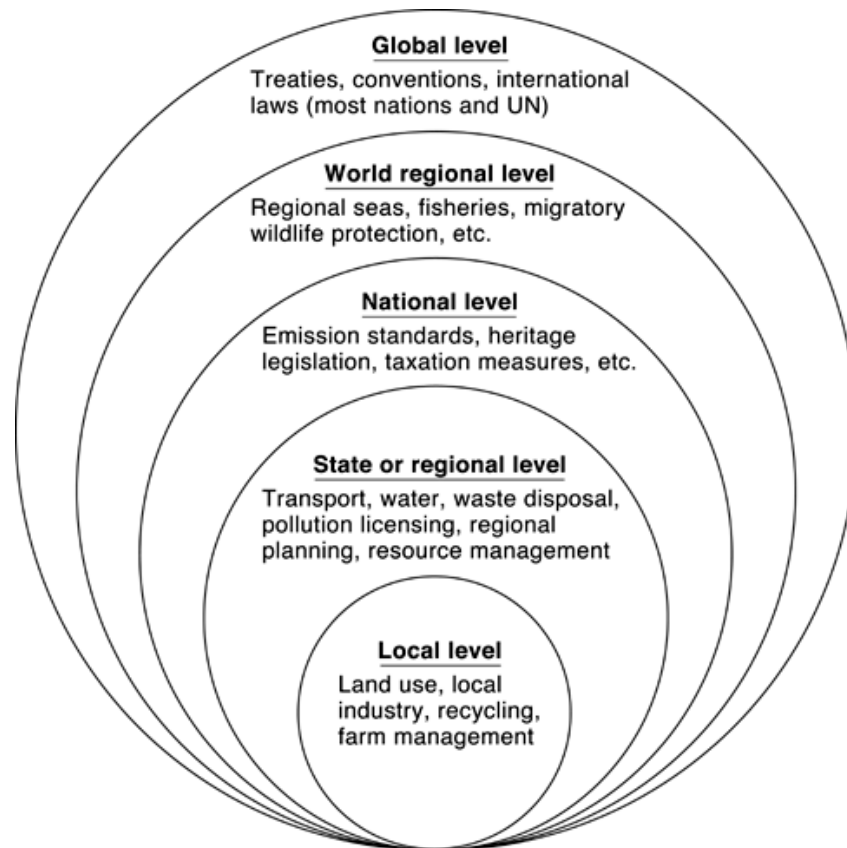 Global level
Treaties, conventions, international
laws (most nations and UN)
World regional level
Regional seas, fisheries, migratory
wildlife protection, etc.
National level
Emission standards, heritage
legislation, taxation measures, etc.
State or regional level
Transport, water, waste disposal,
pollution licensing, regional
planning, resource management
Local level
Land use, local
industry, recycling,
farm management